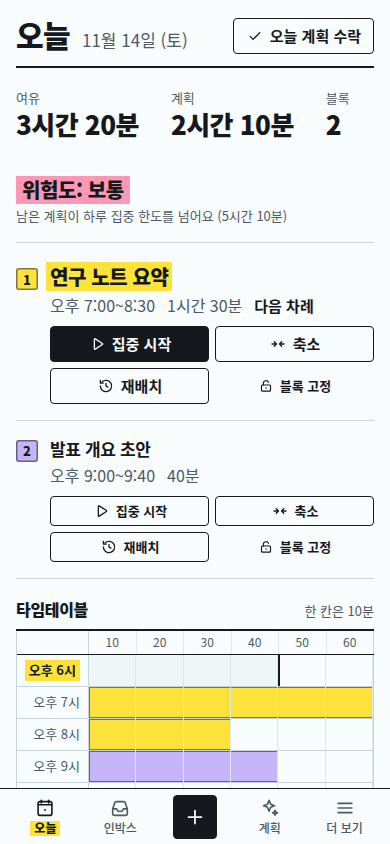 오늘 11월 14일 (토) 오늘 계획 수락
여유 계획 블록
3시간 20분 2시간 10분 2
위험도: 보통
남은 계획이 하루 집중 한도를 넘어요 (5시간 10분)
1 연구 노트 요약
오후 7:00~8:30 1시간 30분 다음 차례
집중 시작 축소
재배치 블록 고정
2 발표 개요 초안
오후 9:00~9:40 40분
집중 시작 축소
재배치 블록 고정
타임테이블 한 칸은 10분
10 20 30 40 50 60
오후 6시
오후 7시
오후 8시
오후 9시
오늘 인박스 계획 더 보기